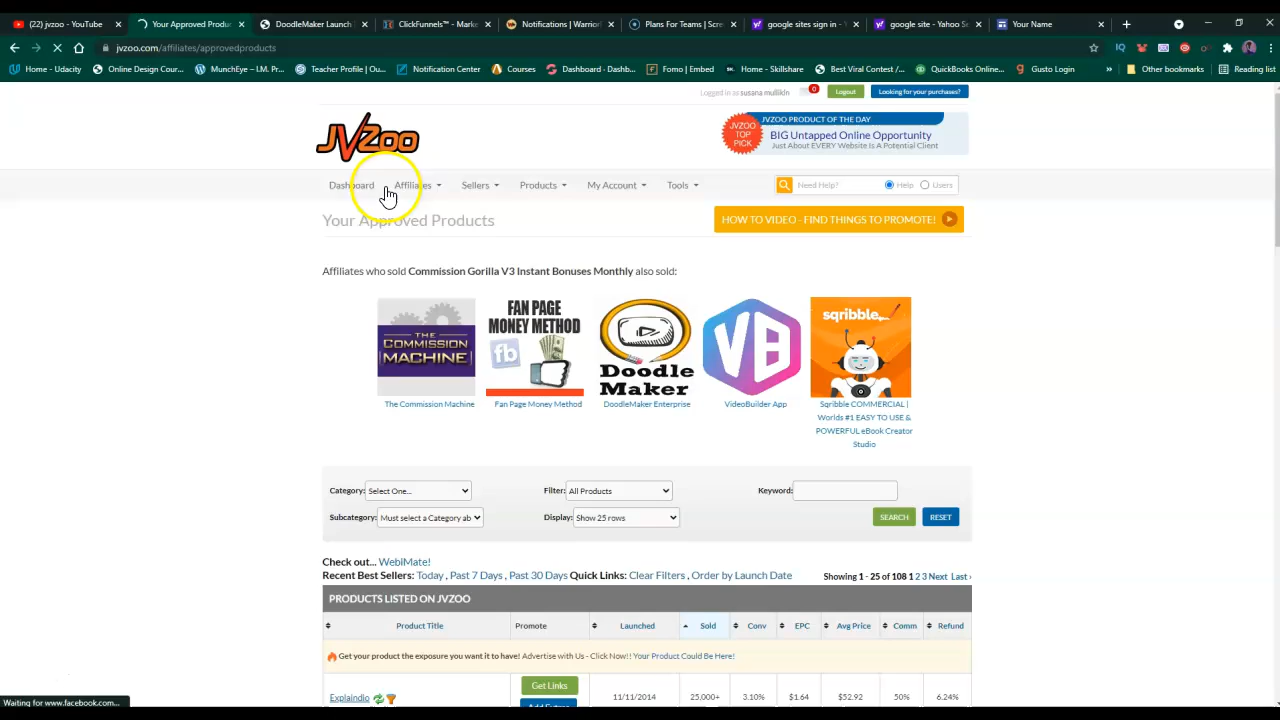 (22) jvzoo - YouTube
Your Approved Products
DoodleMaker Launch
ClickFunnels™ - Marke
Notifications | Warriorl
Plans For Teams | Scre
google sites sign in - Y
google site - Yahoo Se
Your Name
jvzoo.com/affiliates/approvedproducts
Home - Udacity
Online Design Cour...
MunchEye – I.M. Pr...
Teacher Profile | Ou...
Notification Center
Courses
Dashboard - Dashb...
Fomo | Embed
Home - Skillshare
Best Viral Contest /...
QuickBooks Online...
Gusto Login
»
Other bookmarks
Reading list
Logged in as susana mullikin
0
Logout
Looking for your purchases?
JVZoo
JVZOO TOP PICK
JVZOO PRODUCT OF THE DAY
BIG Untapped Online Opportunity
Just About EVERY Website Is A Potential Client
Dashboard Affiliates Sellers Products My Account Tools
Need Help? Help Users
Your Approved Products
HOW TO VIDEO - FIND THINGS TO PROMOTE!
Affiliates who sold Commission Gorilla V3 Instant Bonuses Monthly also sold:
THE COMMISSION MACHINE
FAN PAGE MONEY METHOD
fb
Doodle Maker
VB
sqribble
The Commission Machine
Fan Page Money Method
DoodleMaker Enterprise
VideoBuilder App
Sqribble COMMERCIAL |
Worlds #1 EASY TO USE &
POWERFUL eBook Creator
Studio
Category: Select One... Filter: All Products Keyword:
Subcategory: Must select a Category ab Display: Show 25 rows SEARCH RESET
Check out... WebiMate!
Recent Best Sellers: Today , Past 7 Days , Past 30 Days Quick Links: Clear Filters , Order by Launch Date
Showing 1 - 25 of 108 1 2 3 Next Last ›
PRODUCTS LISTED ON JVZOO
Product Title Promote Launched Sold Conv EPC Avg Price Comm Refund
Get your product the exposure you want it to have! Advertise with Us - Click Now!! Your Product Could Be Here!
Get Links
Explaindio 11/11/2014 25,000+ 3.10% $1.64 $52.92 50% 6.24%
Add Extras
Waiting for www.facebook.com...